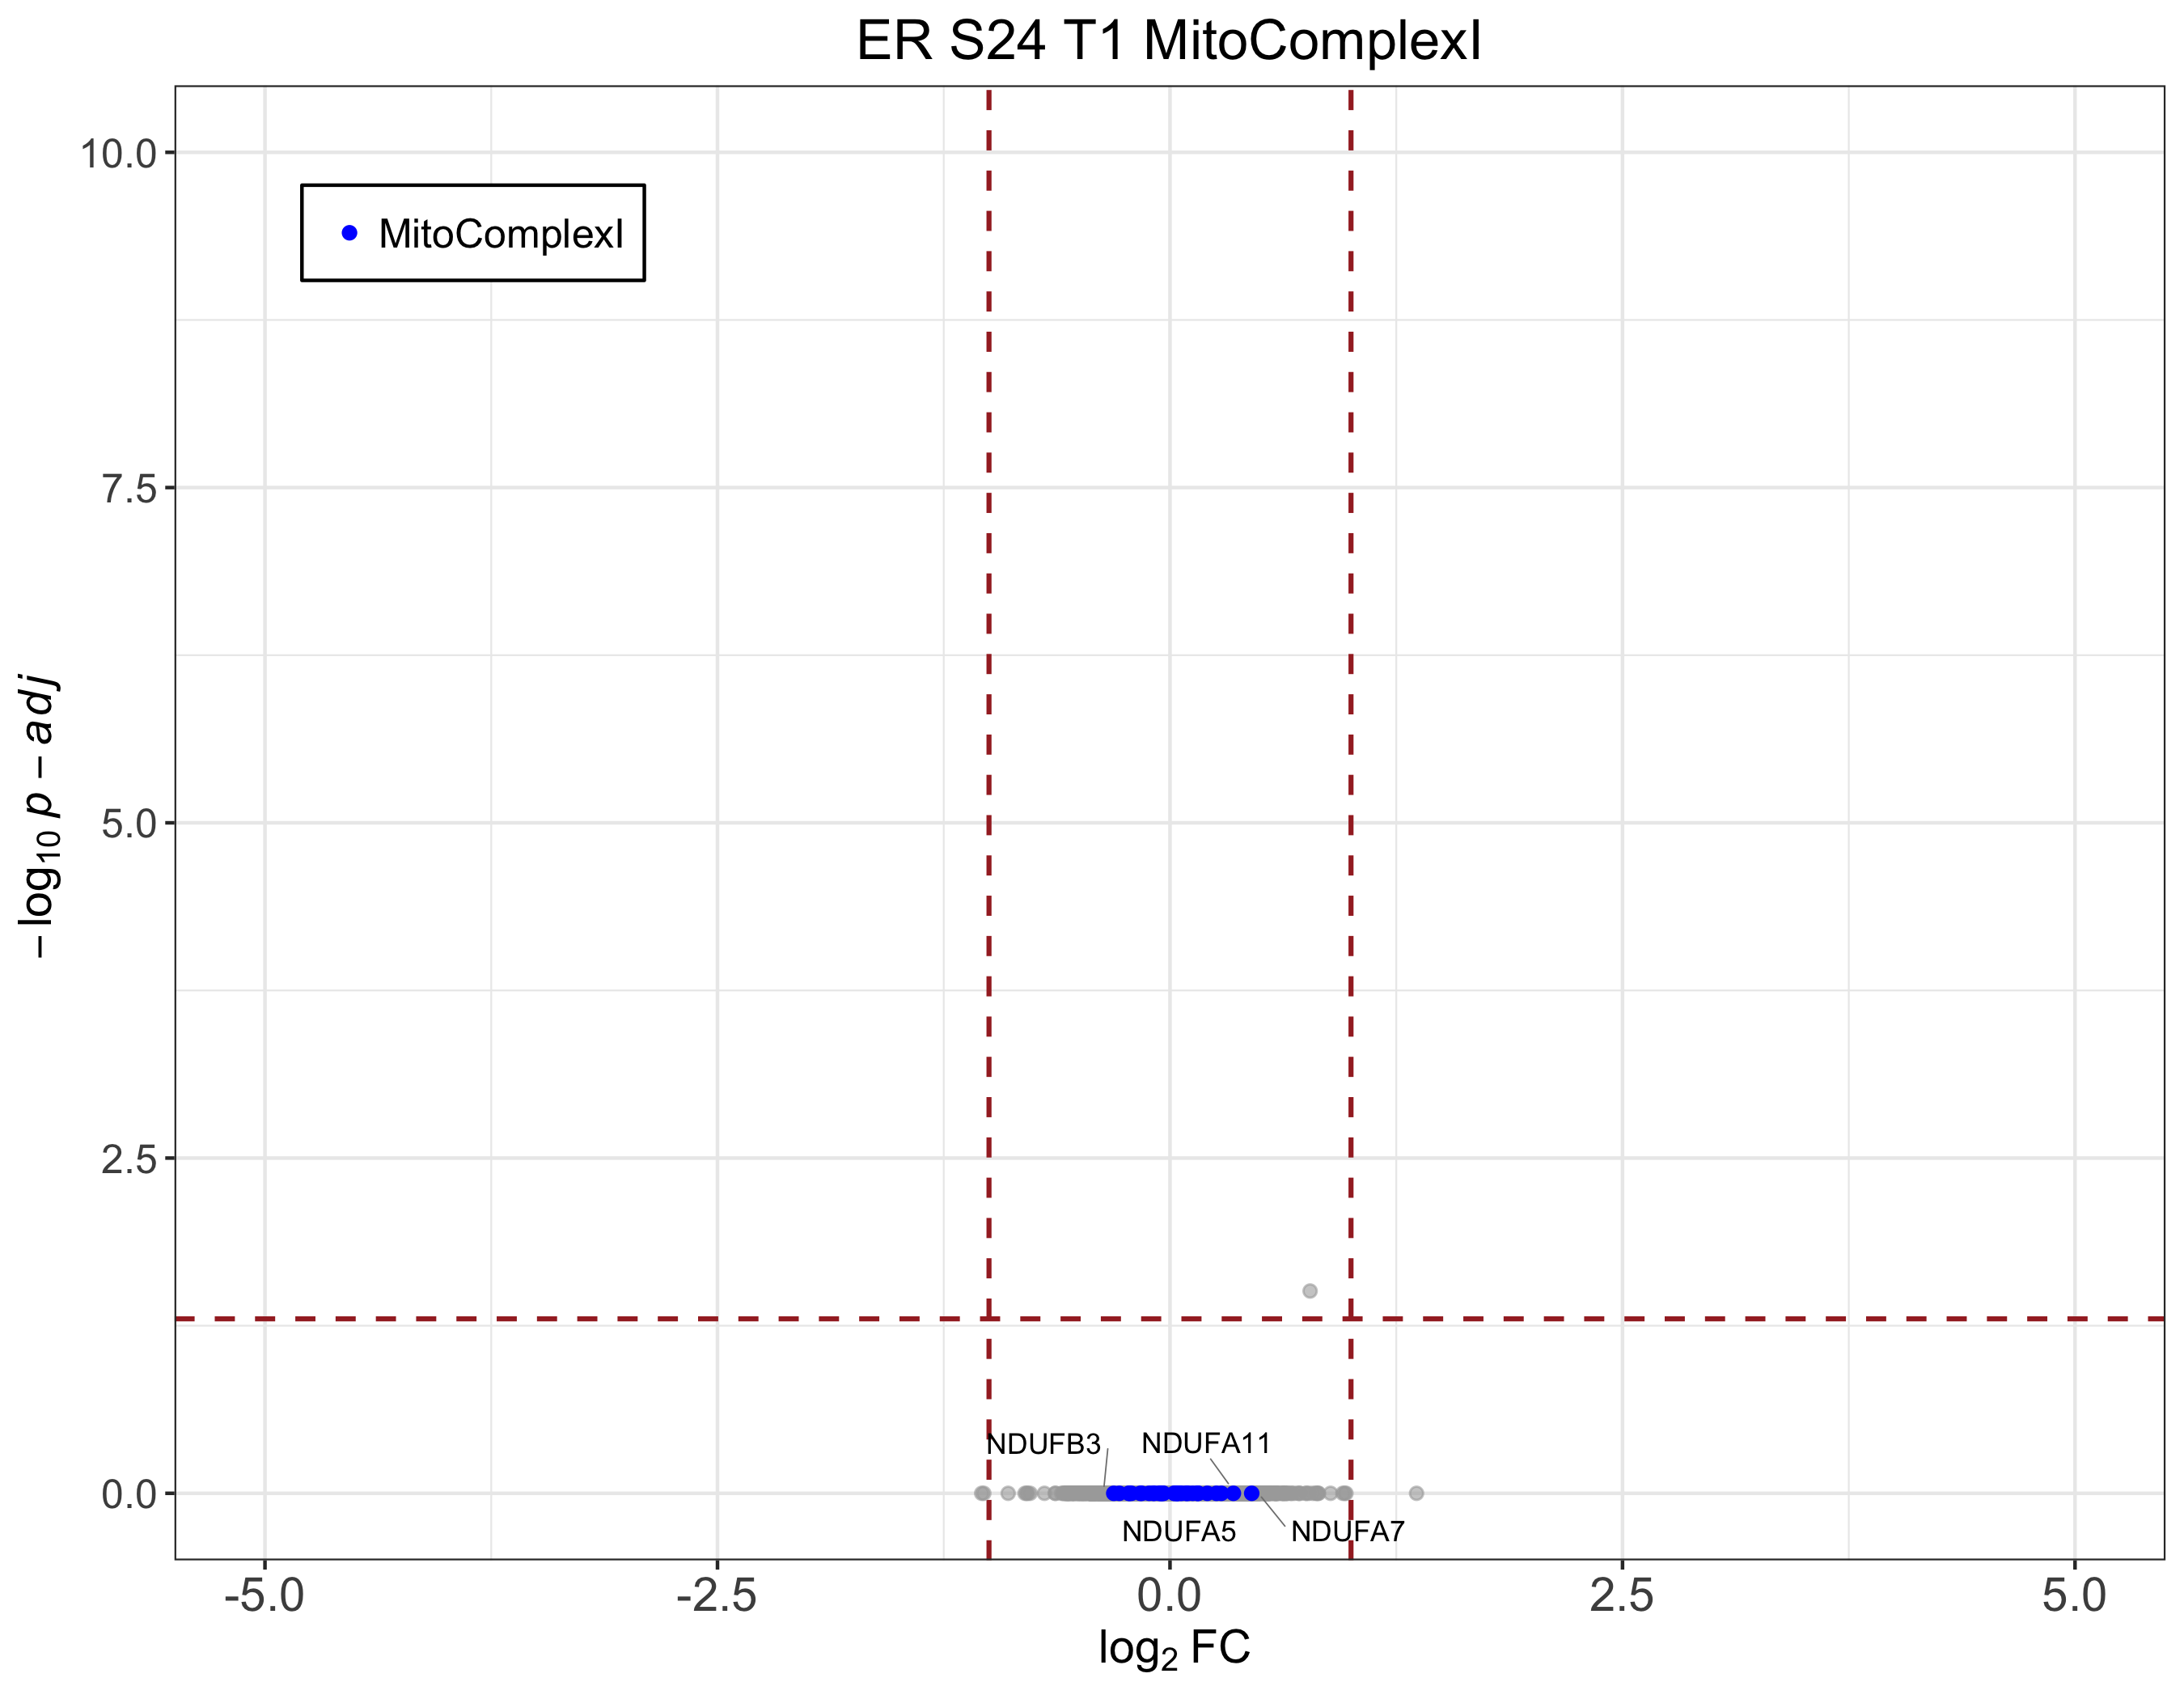 ER S24 T1 MitoComplexI
10.0
MitoComplexI
7.5
−log10 p − adj
5.0
2.5
NDUFB3 NDUFA11
0.0
NDUFA5 NDUFA7
-5.0 -2.5 0.0 2.5 5.0
log2 FC